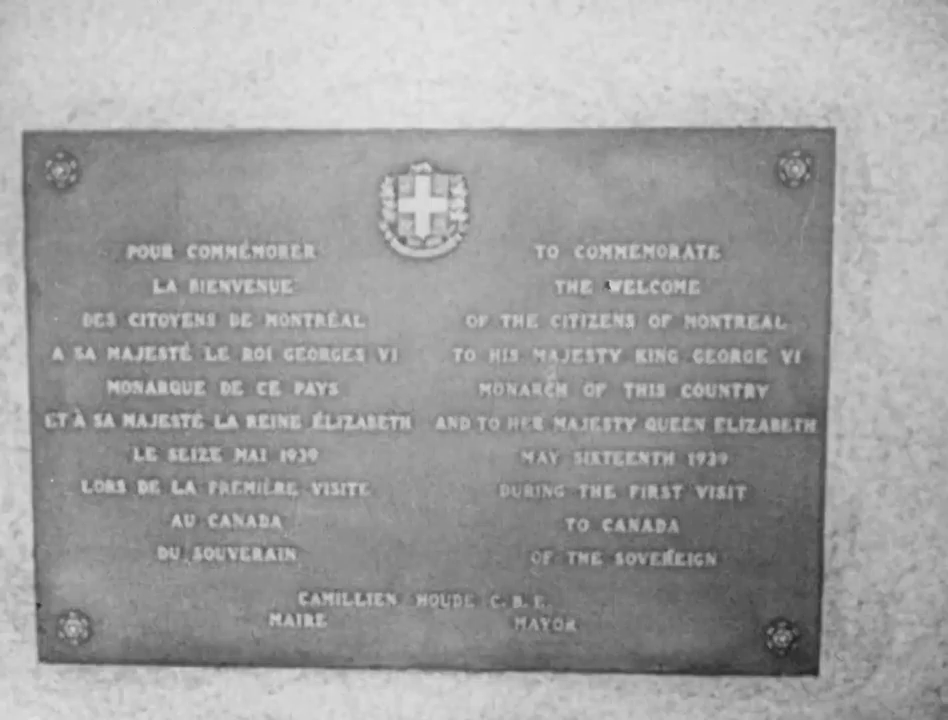 POUR COMMÉMORER
LA BIENVENUE
DES CITOYENS DE MONTRÉAL
A SA MAJESTÉ LE ROI GEORGES VI
MONARQUE DE CE PAYS
ET À SA MAJESTÉ LA REINE ÉLIZABETH
LE SEIZE MAI 1939
LORS DE LA PREMIÈRE VISITE
AU CANADA
DU SOUVERAIN
TO COMMEMORATE
THE WELCOME
OF THE CITIZENS OF MONTREAL
TO HIS MAJESTY KING GEORGE VI
MONARCH OF THIS COUNTRY
AND TO HER MAJESTY QUEEN ELIZABETH
MAY SIXTEENTH 1939
DURING THE FIRST VISIT
TO CANADA
OF THE SOVEREIGN
CAMILLIEN HOUDE C.B.E.
MAIRE MAYOR